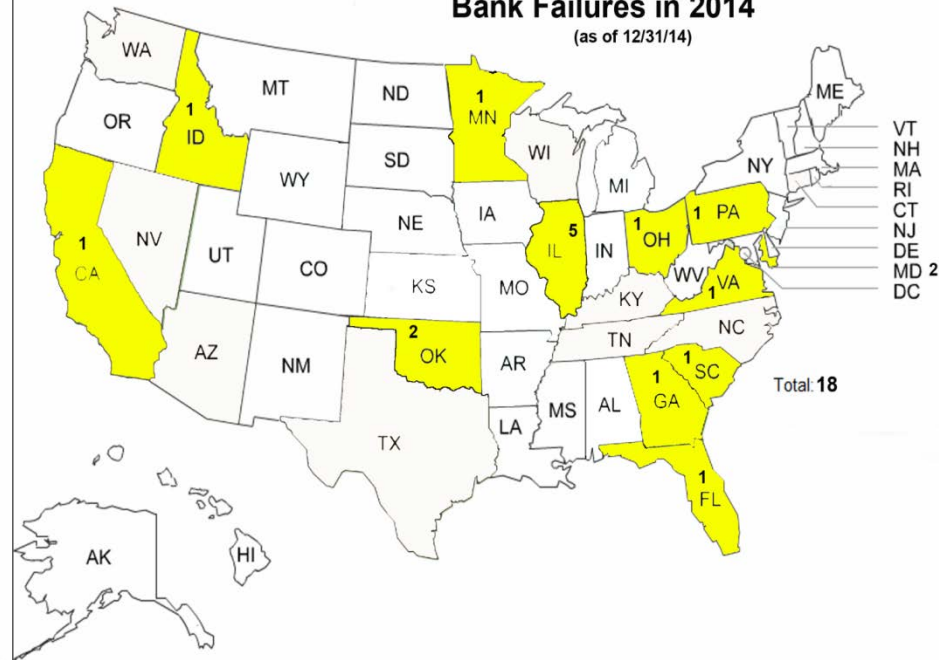 Bank Failures in 2014
(as of 12/31/14)
WA
MT
ND
1
MN
ME
OR
1
ID
SD
WI
MI
NY
VT
NH
MA
RI
CT
NJ
DE
MD 2
DC
WY
IA
NE
1
CA
NV
UT
CO
KS
MO
IL
5
IN
1
OH
1
PA
WV
VA
1
KY
NC
TN
AZ
NM
2
OK
AR
1
SC
Total: 18
1
GA
MS
AL
LA
TX
1
FL
AK
HI